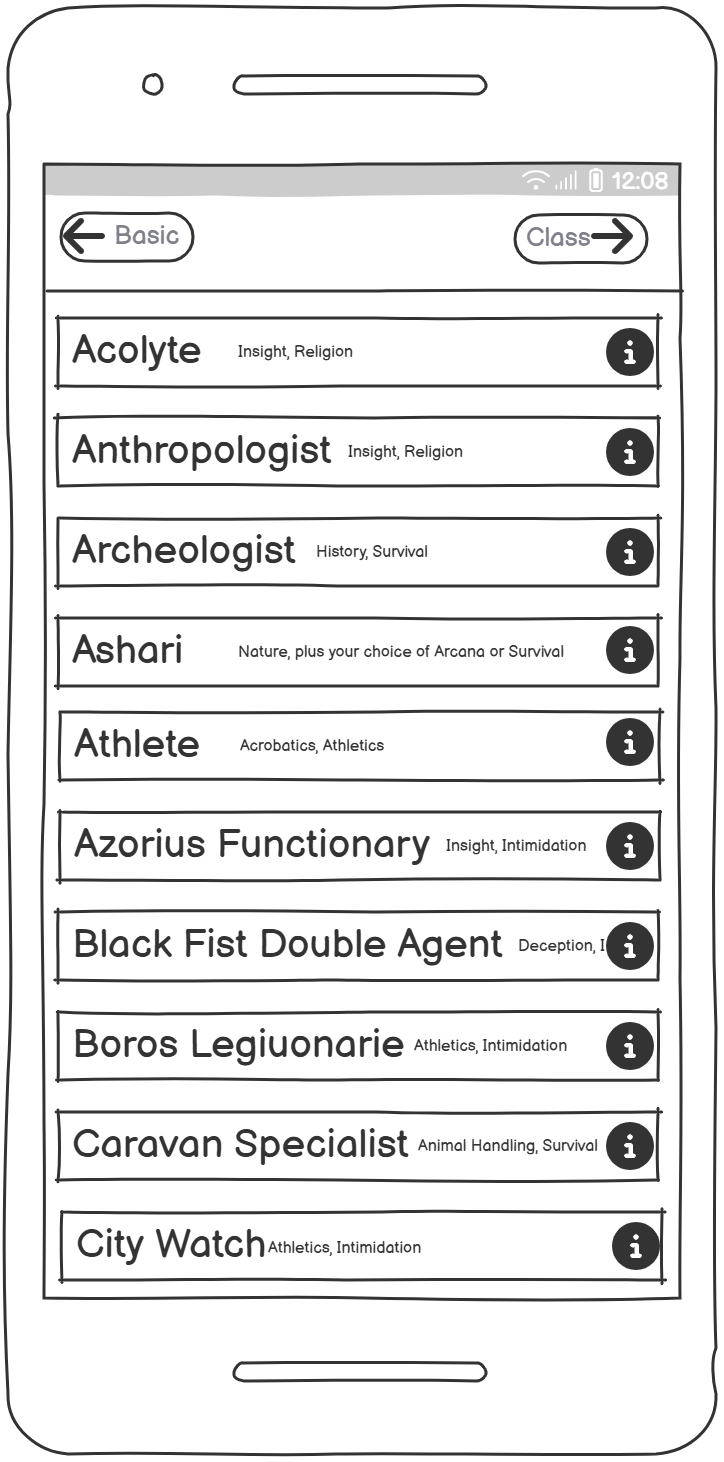 12:08
Basic Class
Acolyte Insight, Religion
Anthropologist Insight, Religion
Archeologist History, Survival
Ashari Nature, plus your choice of Arcana or Survival
Athlete Acrobatics, Athletics
Azorius Functionary Insight, Intimidation
Black Fist Double Agent Deception, I
Boros Legiuonarie Athletics, Intimidation
Caravan Specialist Animal Handling, Survival
City Watch Athletics, Intimidation